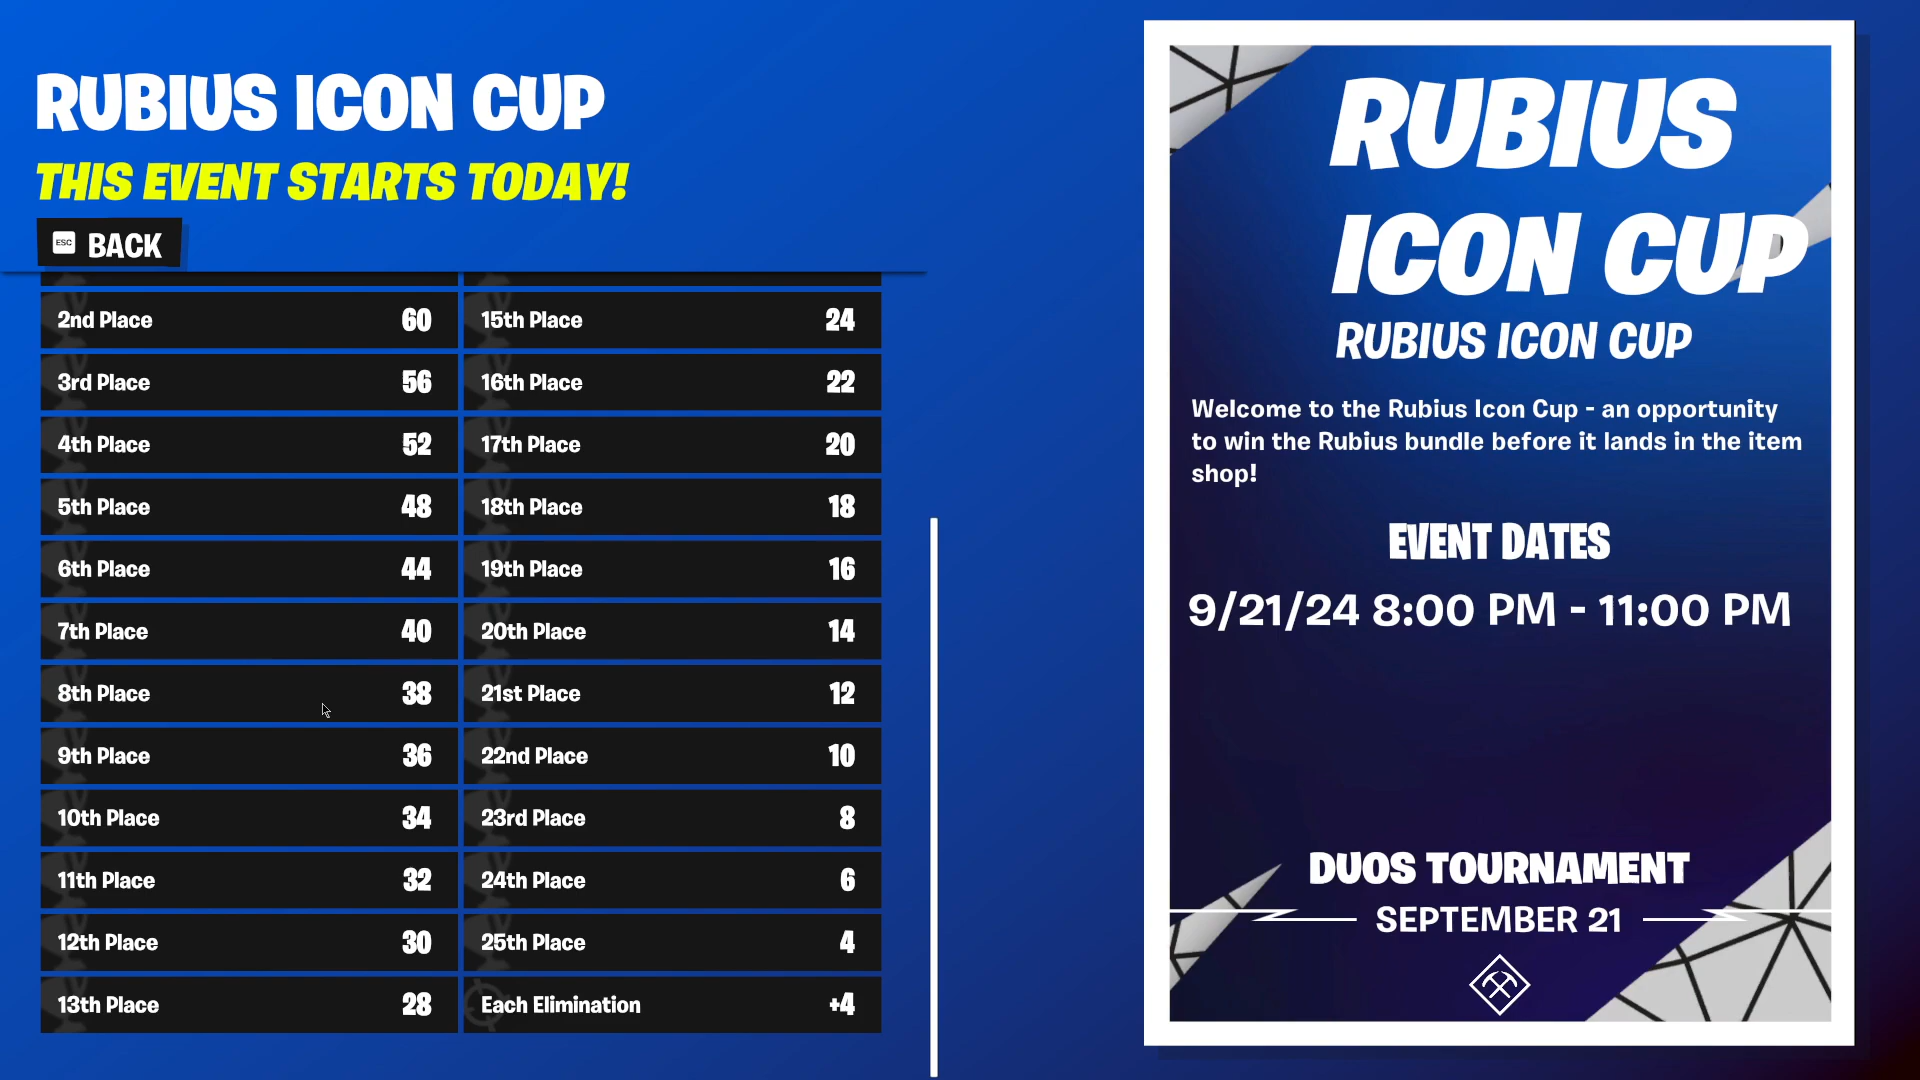 RUBIUS ICON CUP
THIS EVENT STARTS TODAY!
ESC BACK
2nd Place 60
3rd Place 56
4th Place 52
5th Place 48
6th Place 44
7th Place 40
8th Place 38
9th Place 36
10th Place 34
11th Place 32
12th Place 30
13th Place 28
15th Place 24
16th Place 22
17th Place 20
18th Place 18
19th Place 16
20th Place 14
21st Place 12
22nd Place 10
23rd Place 8
24th Place 6
25th Place 4
Each Elimination +4
RUBIUS
ICON CUP
RUBIUS ICON CUP
Welcome to the Rubius Icon Cup - an opportunity
to win the Rubius bundle before it lands in the item
shop!
EVENT DATES
9/21/24 8:00 PM - 11:00 PM
DUOS TOURNAMENT
SEPTEMBER 21